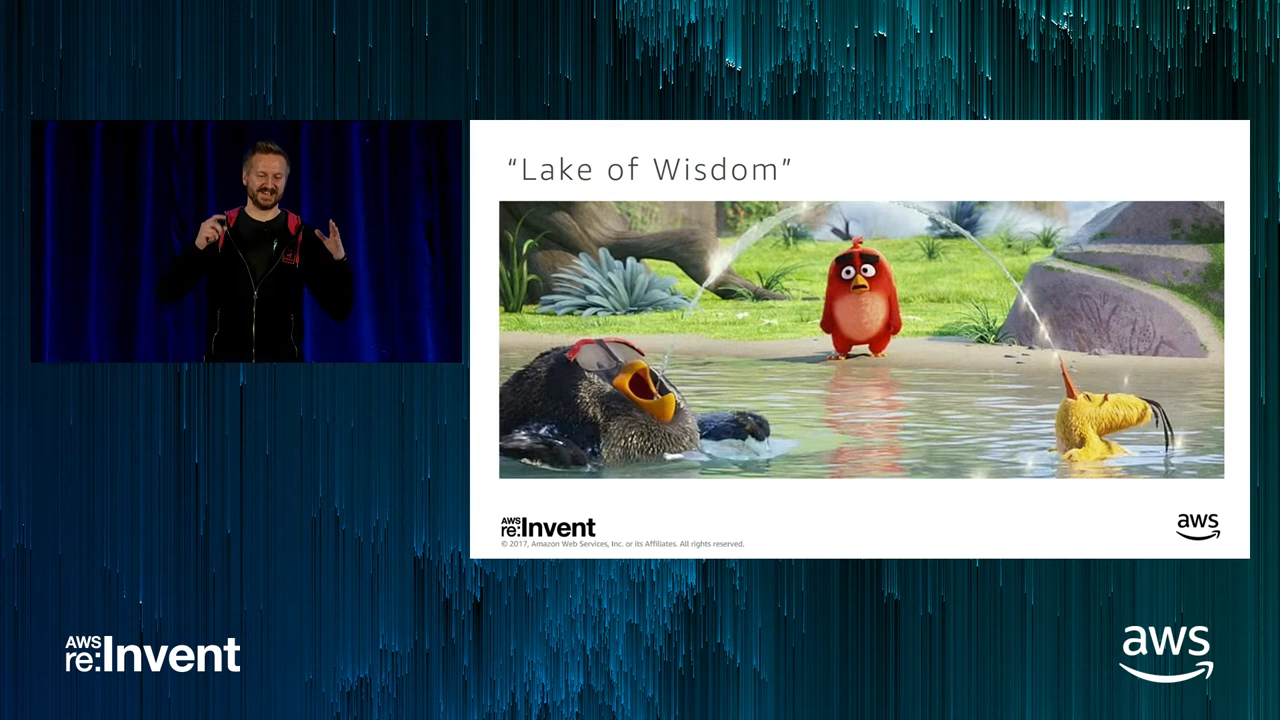 “Lake of Wisdom”
AWS
re:Invent
© 2017, Amazon Web Services, Inc. or its Affiliates. All rights reserved.
aws
AWS
re:Invent
aws